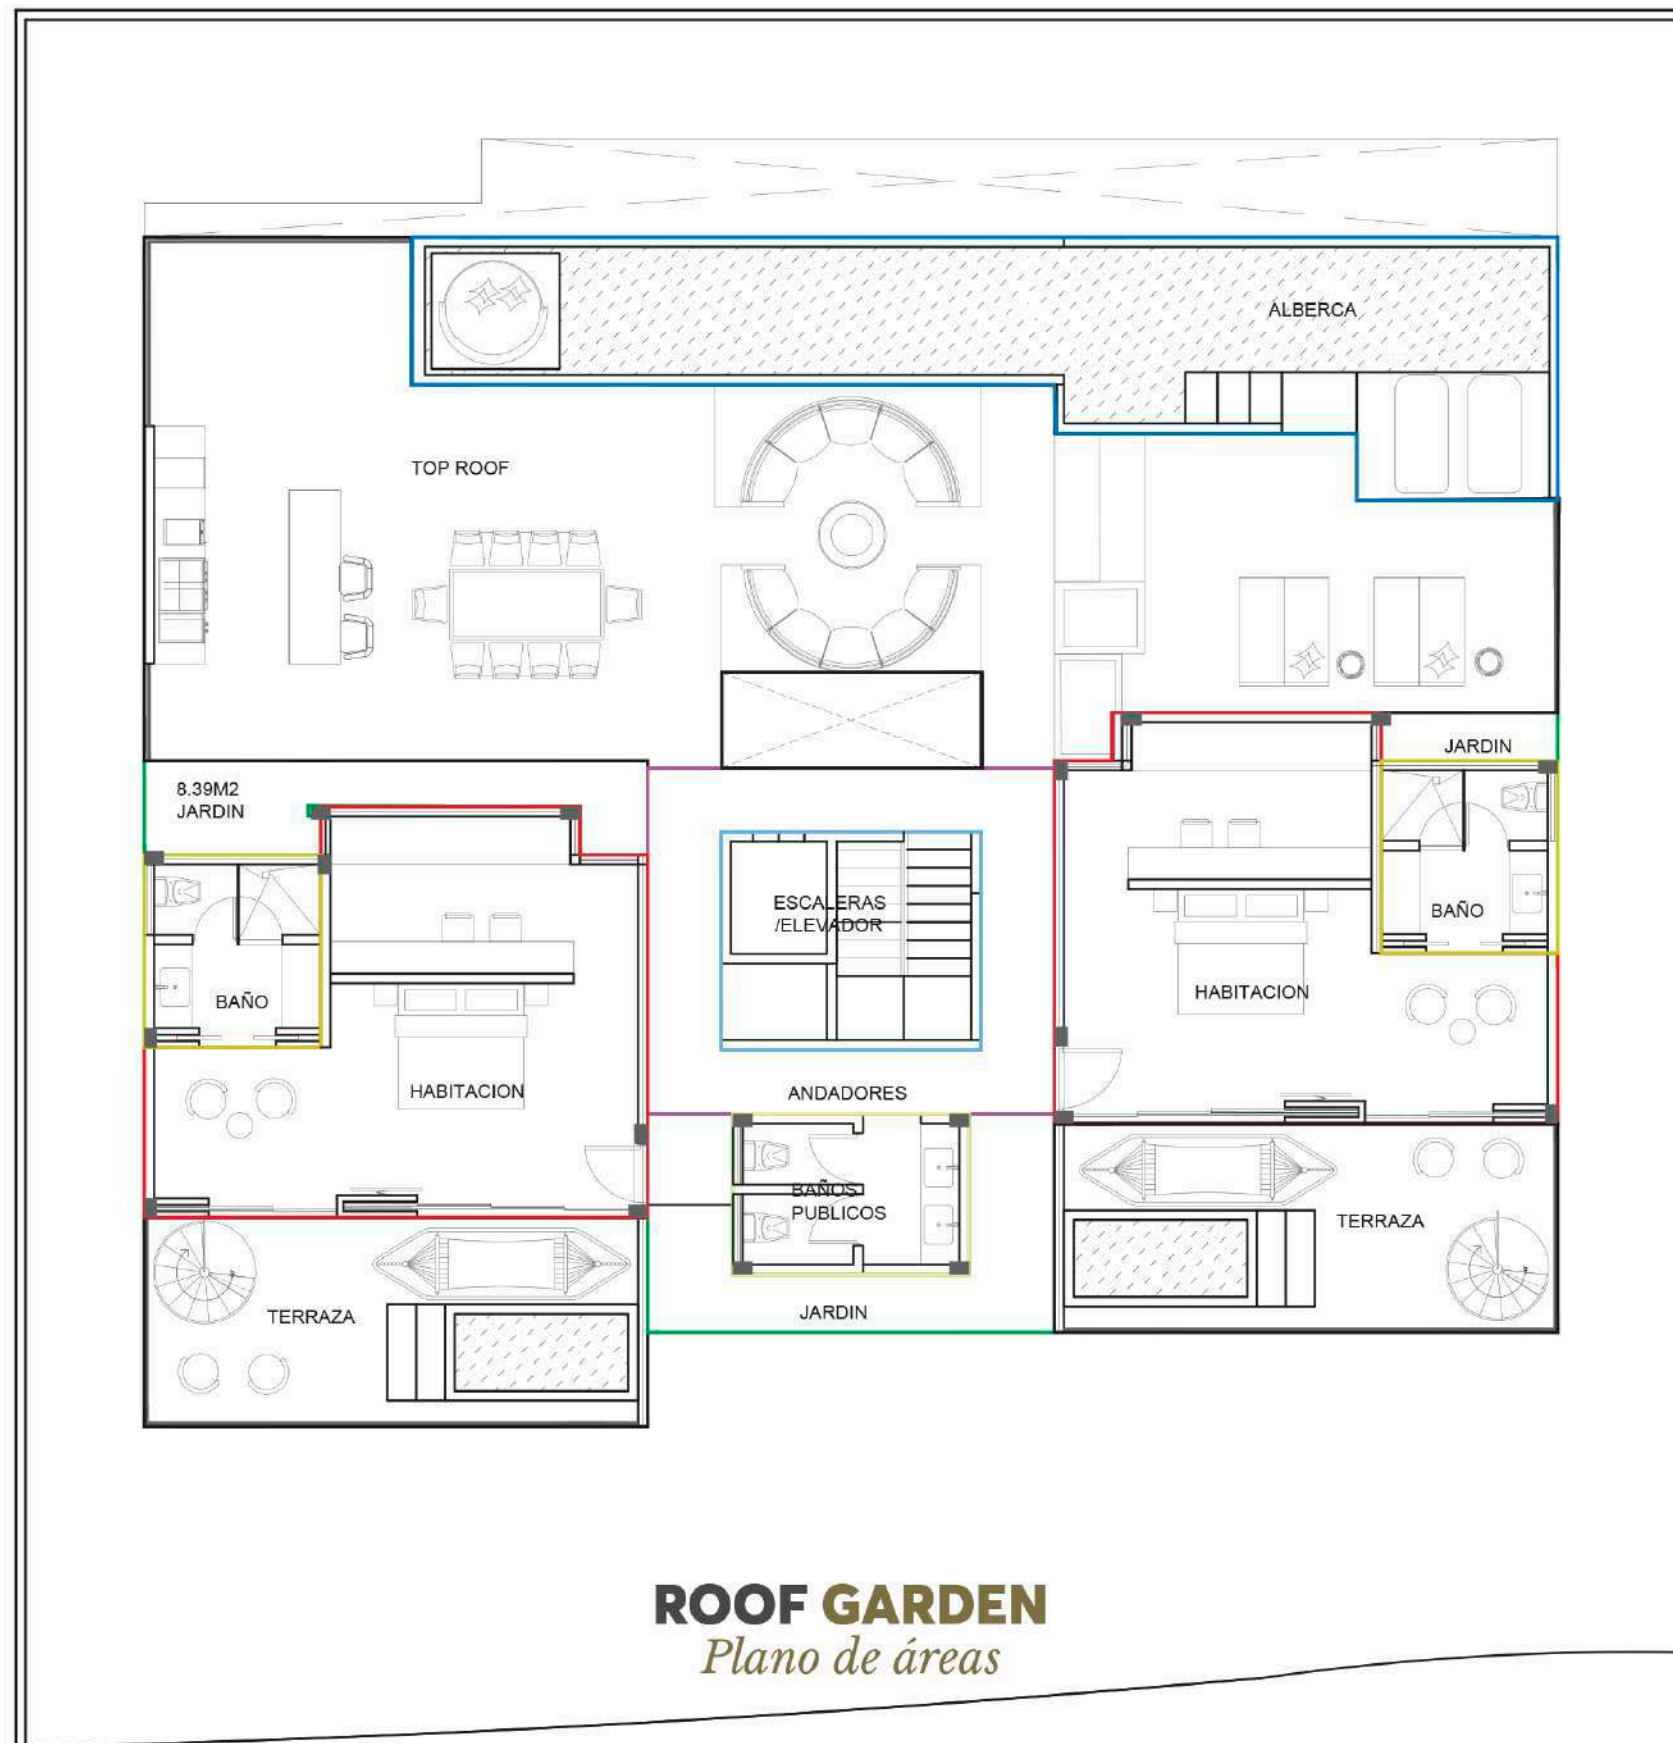 ALBERCA
TOP ROOF
JARDIN
8.39M2
JARDIN
ESCALERAS
/ELEVADOR
BAÑO
HABITACION
BAÑO
HABITACION
ANDADORES
BAÑOS
PUBLICOS
TERRAZA
JARDIN
TERRAZA
ROOF GARDEN
Plano de áreas